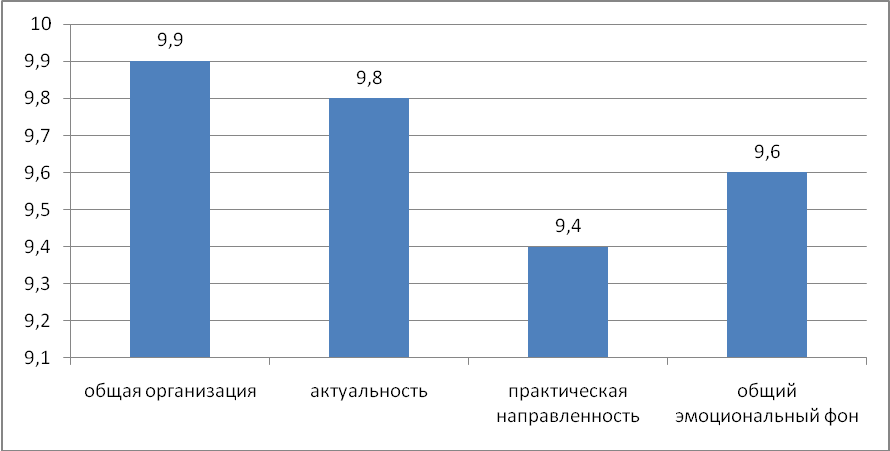 10
9,9
9,8
9,7
9,6
9,5
9,4
9,3
9,2
9,1
9,9
9,8
9,4
9,6
общая организация
актуальность
практическая
направленность
общий
эмоциональный фон